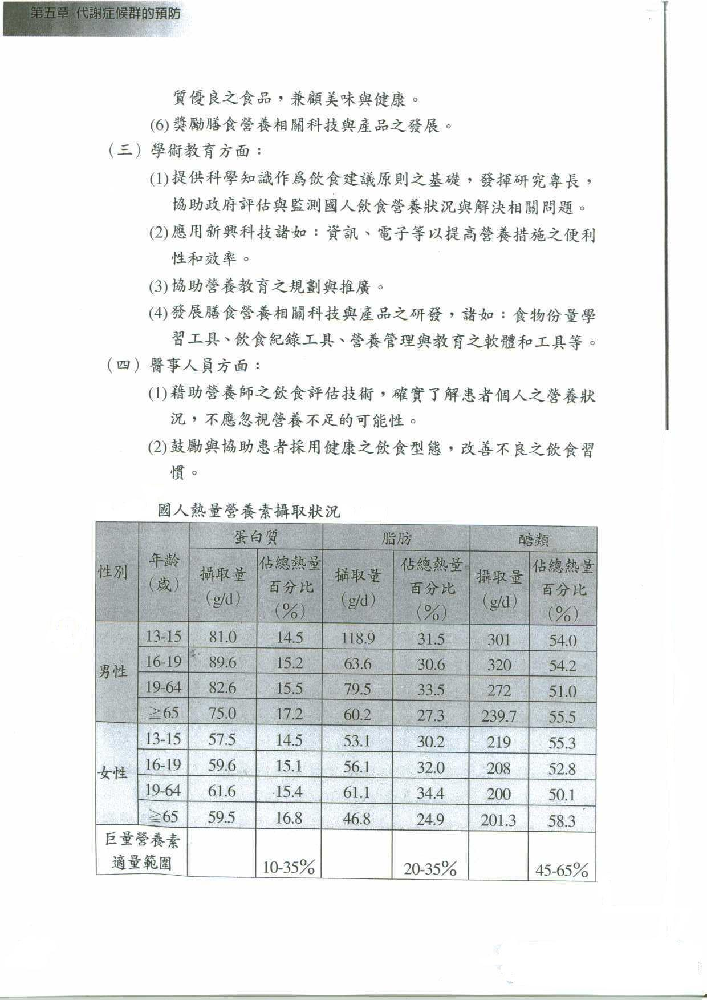 第五章 代謝症候群的預防
質優良之食品，兼顧美味與健康。
(6)獎勵膳食營養相關科技與產品之發展。
（三）學術教育方面：
(1)提供科學知識作爲飲食建議原則之基礎，發揮研究專長，
協助政府評估與監測國人飲食營養狀況與解決相關問題。
(2)應用新興科技諸如：資訊、電子等以提高營養措施之便利
性和效率。
(3)協助營養教育之規劃與推廣。
(4)發展膳食營養相關科技與產品之研發，諸如：食物份量學
習工具、飲食紀錄工具、營養管理與教育之軟體和工具等。
（四）醫事人員方面：
(1)藉助營養師之飲食評估技術，確實了解患者個人之營養狀
況，不應忽視營養不足的可能性。
(2)鼓勵與協助患者採用健康之飲食型態，改善不良之飲食習
慣。
國人熱量營養素攝取狀況
性別 年齡（歲） 蛋白質 脂肪 醣類
攝取量（g/d） 佔總熱量百分比（%） 攝取量（g/d） 佔總熱量百分比（%） 攝取量（g/d） 佔總熱量百分比（%）
男性 13-15 81.0 14.5 118.9 31.5 301 54.0
16-19 89.6 15.2 63.6 30.6 320 54.2
19-64 82.6 15.5 79.5 33.5 272 51.0
≧65 75.0 17.2 60.2 27.3 239.7 55.5
女性 13-15 57.5 14.5 53.1 30.2 219 55.3
16-19 59.6 15.1 56.1 32.0 208 52.8
19-64 61.6 15.4 61.1 34.4 200 50.1
≧65 59.5 16.8 46.8 24.9 201.3 58.3
巨量營養素
適量範圍 10-35% 20-35% 45-65%